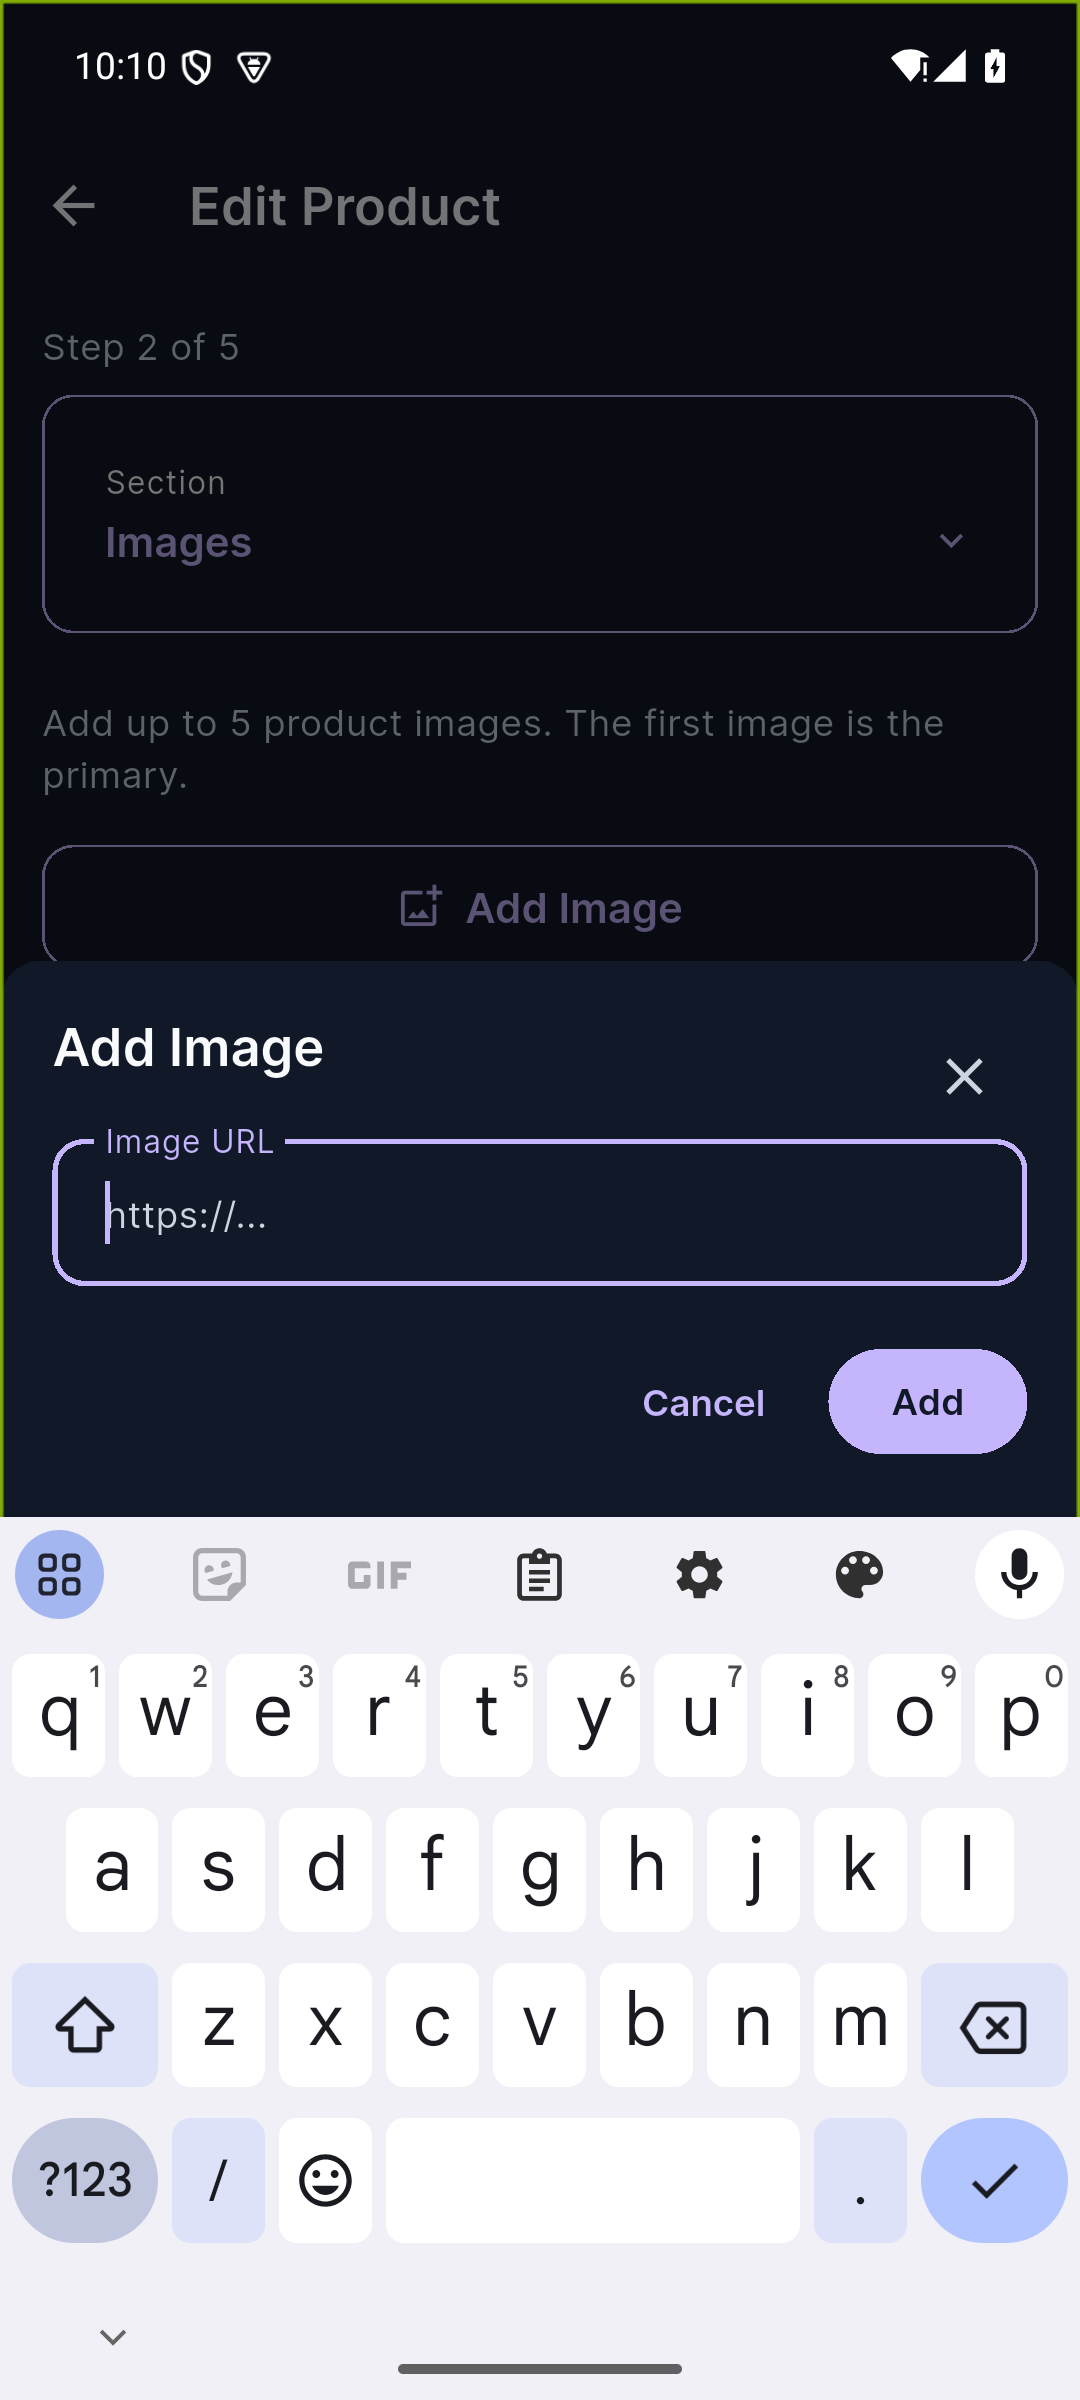 10:10
Edit Product
Step 2 of 5
Section
Images
Add up to 5 product images. The first image is the
primary.
Add Image
Add Image
Image URL
https://...
Cancel
Add
GIF
q 1 w 2 e 3 r 4 t 5 y 6 u 7 i 8 o 9 p 0
a s d f g h j k l
z x c v b n m
?123 / .